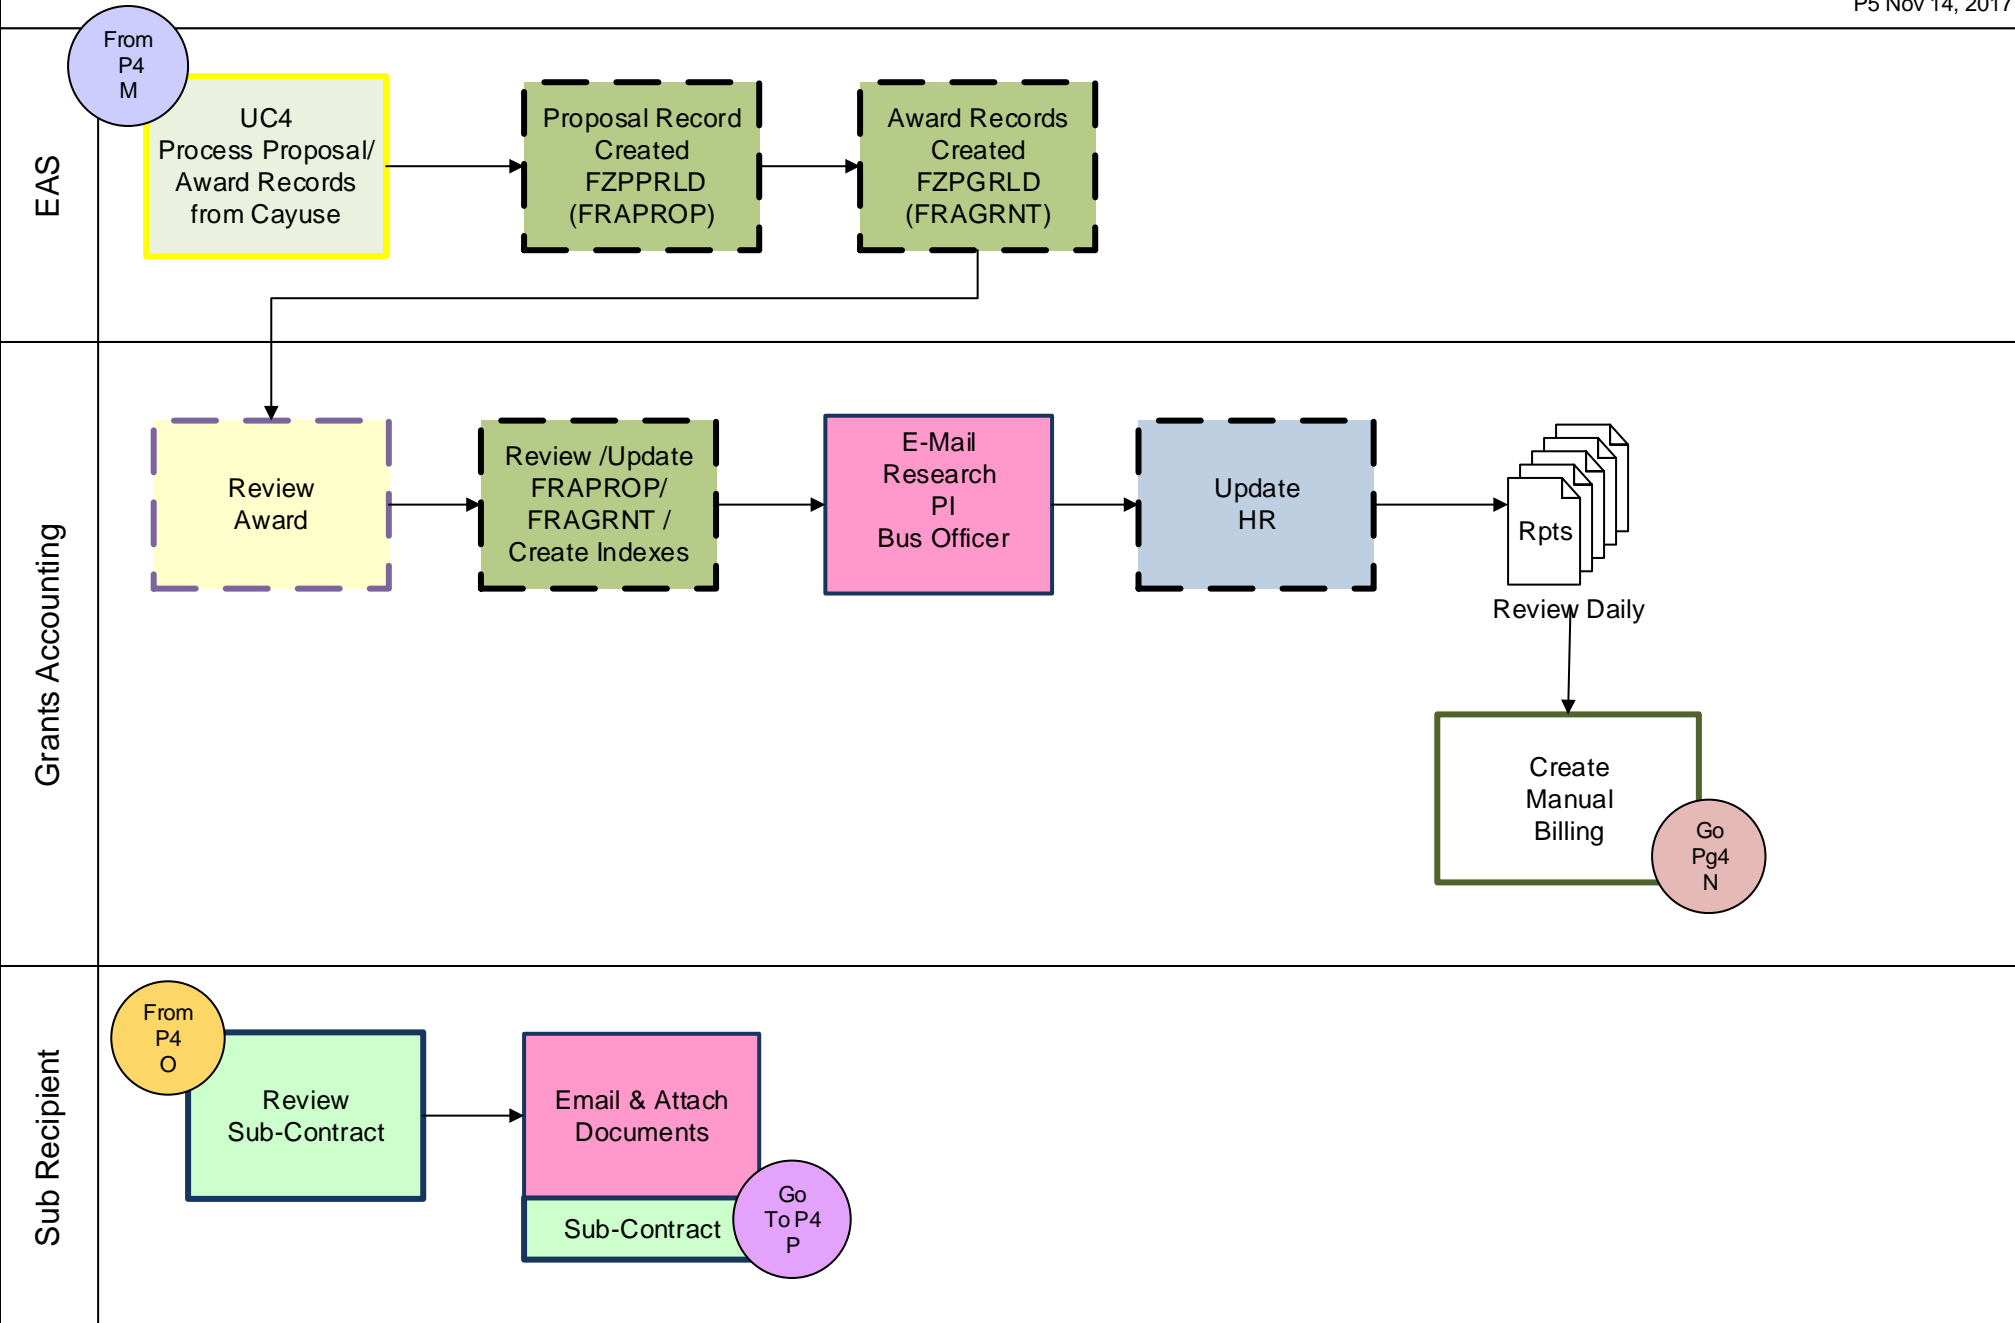 P5 Nov 14, 2017
From
P4
M
EAS
UC4
Process Proposal/
Award Records
from Cayuse
Proposal Record
Created
FZPPRLD
(FRAPROP)
Award Records
Created
FZPGRLD
(FRAGRNT)
Grants Accounting
Review
Award
Review /Update
FRAPROP/
FRAGRNT /
Create Indexes
E-Mail
Research
PI
Bus Officer
Update
HR
Rpts
Review Daily
Create
Manual
Billing
Go
Pg4
N
Sub Recipient
From
P4
O
Review
Sub-Contract
Email & Attach
Documents
Sub-Contract
Go
To P4
P